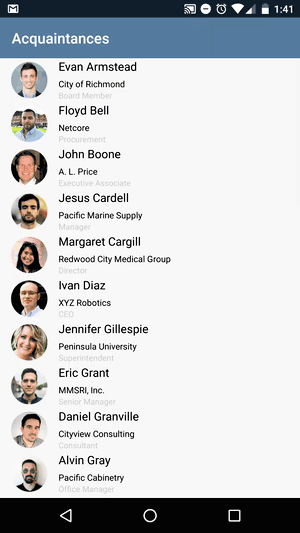 1:41
Acquaintances
Evan Armstead
City of Richmond
Board Member
Floyd Bell
Netcore
Procurement
John Boone
A. L. Price
Executive Associate
Jesus Cardell
Pacific Marine Supply
Manager
Margaret Cargill
Redwood City Medical Group
Director
Ivan Diaz
XYZ Robotics
CEO
Jennifer Gillespie
Peninsula University
Superintendent
Eric Grant
MMSRI, Inc.
Senior Manager
Daniel Granville
Cityview Consulting
Consultant
Alvin Gray
Pacific Cabinetry
Office Manager